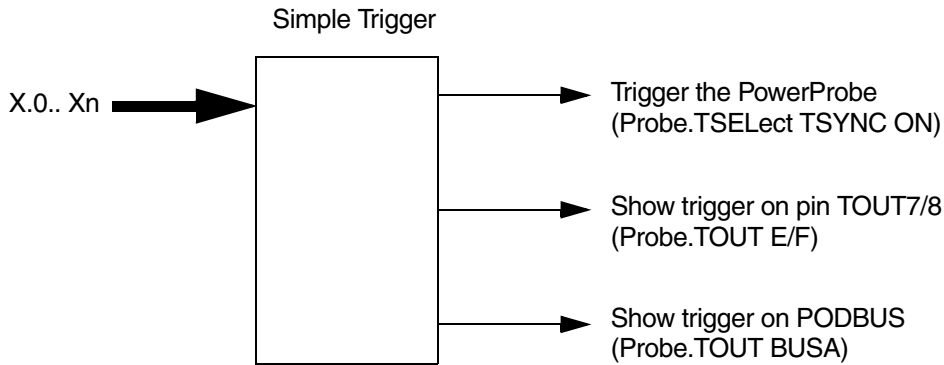 Simple Trigger
X.0.. Xn
Trigger the PowerProbe
(Probe.TSELect TSYNC ON)
Show trigger on pin TOUT7/8
(Probe.TOUT E/F)
Show trigger on PODBUS
(Probe.TOUT BUSA)